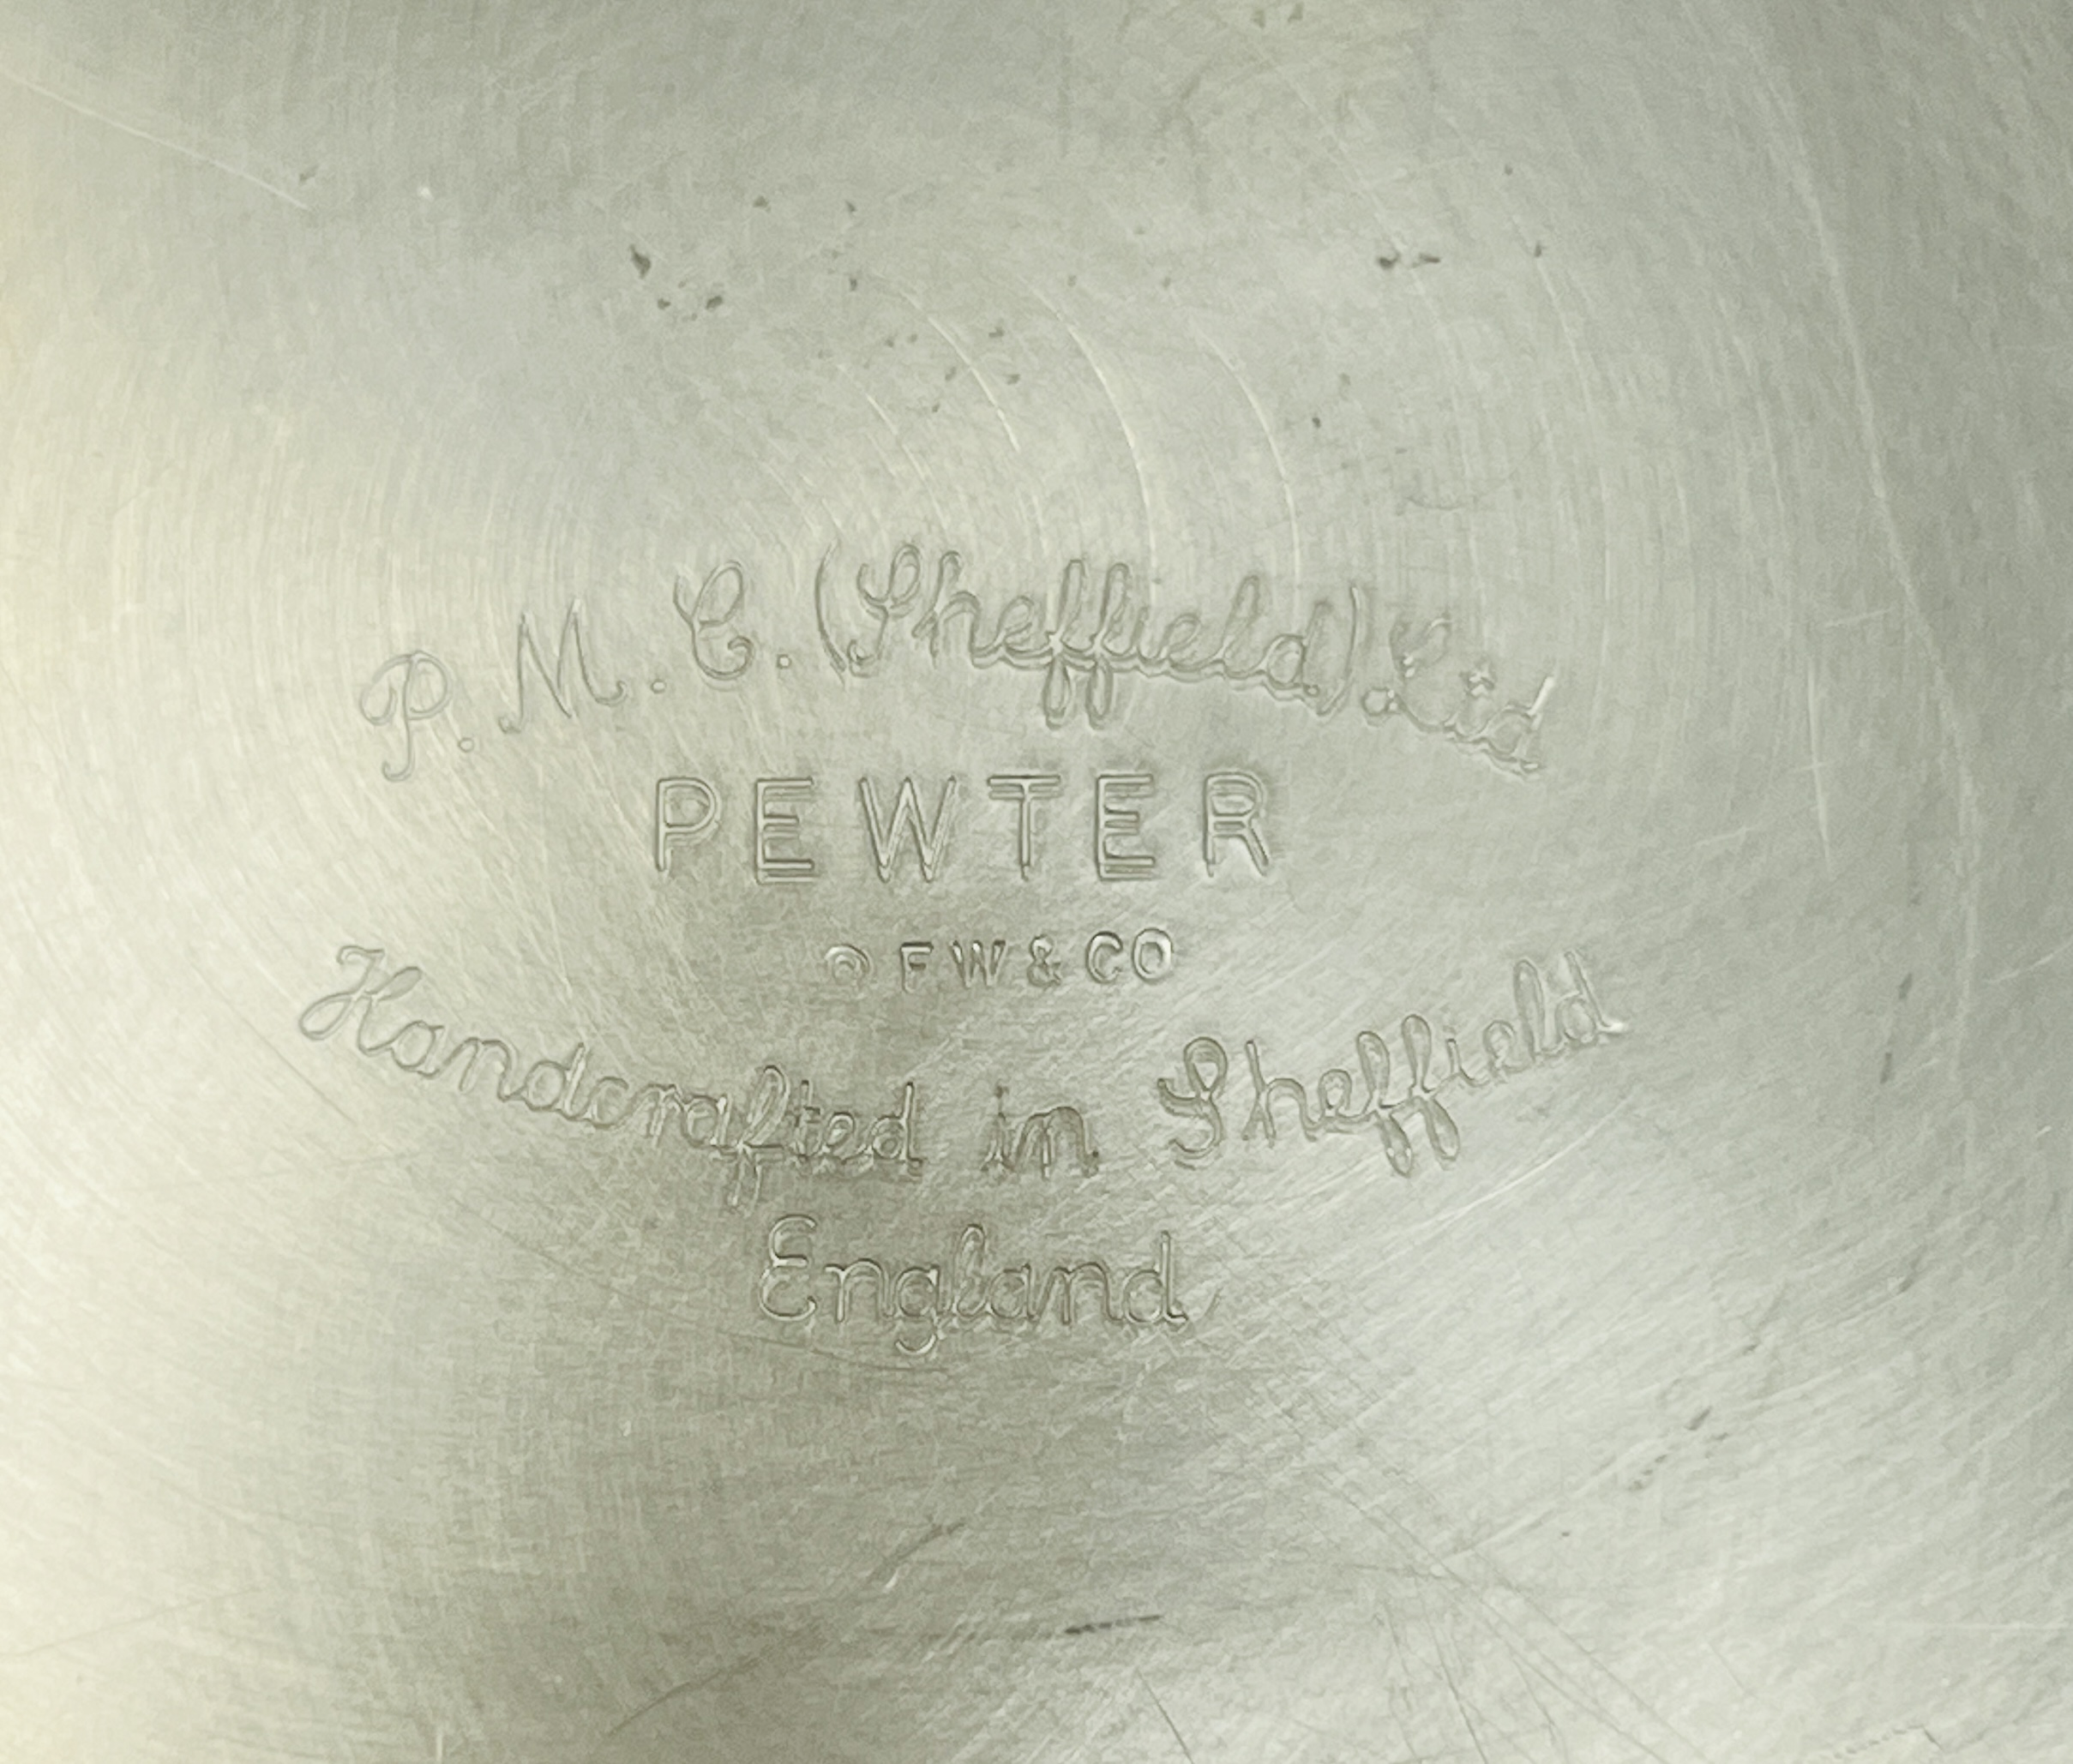 P.M.C. (Sheffield) Ltd
PEWTER
© F W & CO
Handcrafted in Sheffield
England